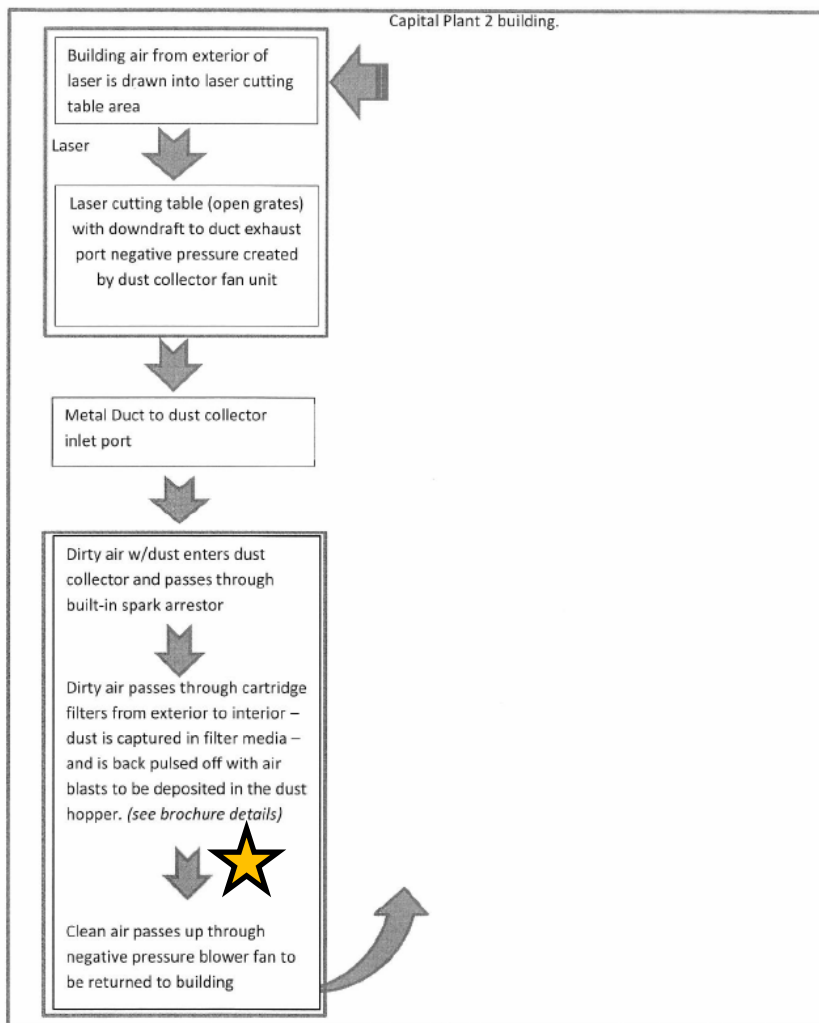 Capital Plant 2 building.
Building air from exterior of
laser is drawn into laser cutting
table area
Laser
Laser cutting table (open grates)
with downdraft to duct exhaust
port negative pressure created
by dust collector fan unit
Metal Duct to dust collector
inlet port
Dirty air w/dust enters dust
collector and passes through
built-in spark arrestor
Dirty air passes through cartridge
filters from exterior to interior –
dust is captured in filter media –
and is back pulsed off with air
blasts to be deposited in the dust
hopper. (see brochure details)
Clean air passes up through
negative pressure blower fan to
be returned to building